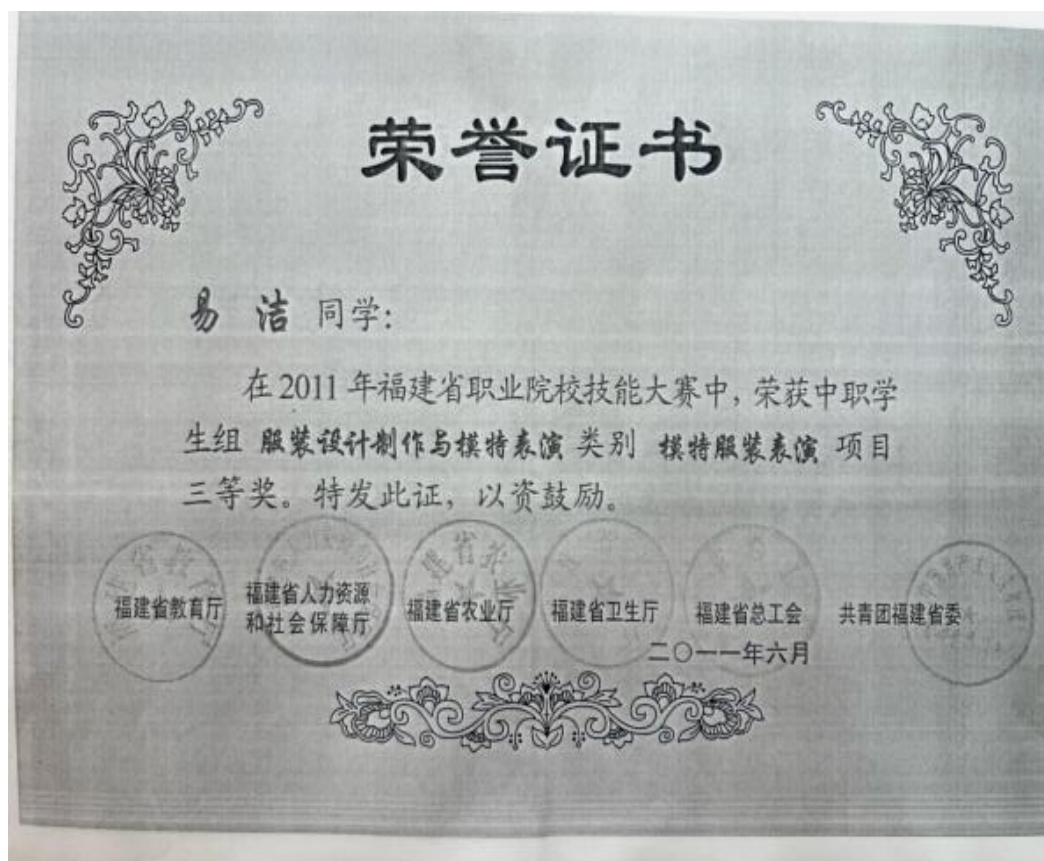 荣誉证书
易 洁 同学:
在2011年福建省职业院校技能大赛中,荣获中职学
生组 服装设计制作与模特表演 类别 模特服装表演 项目
三等奖。特发此证,以资鼓励。
福建省教育厅 福建省人力资源和社会保障厅 福建省农业厅 福建省卫生厅 福建省总工会 共青团福建省委
二〇一一年六月